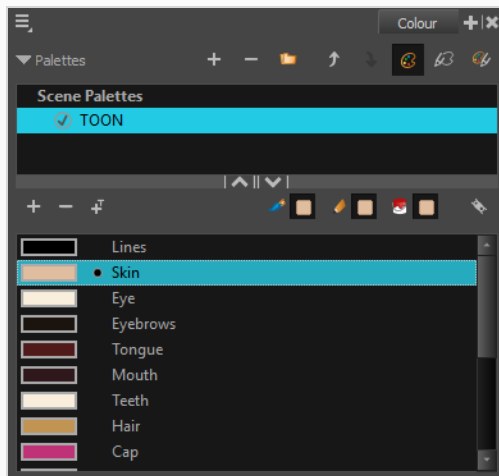 Colour
Palettes
Scene Palettes
TOON
Lines
Skin
Eye
Eyebrows
Tongue
Mouth
Teeth
Hair
Cap